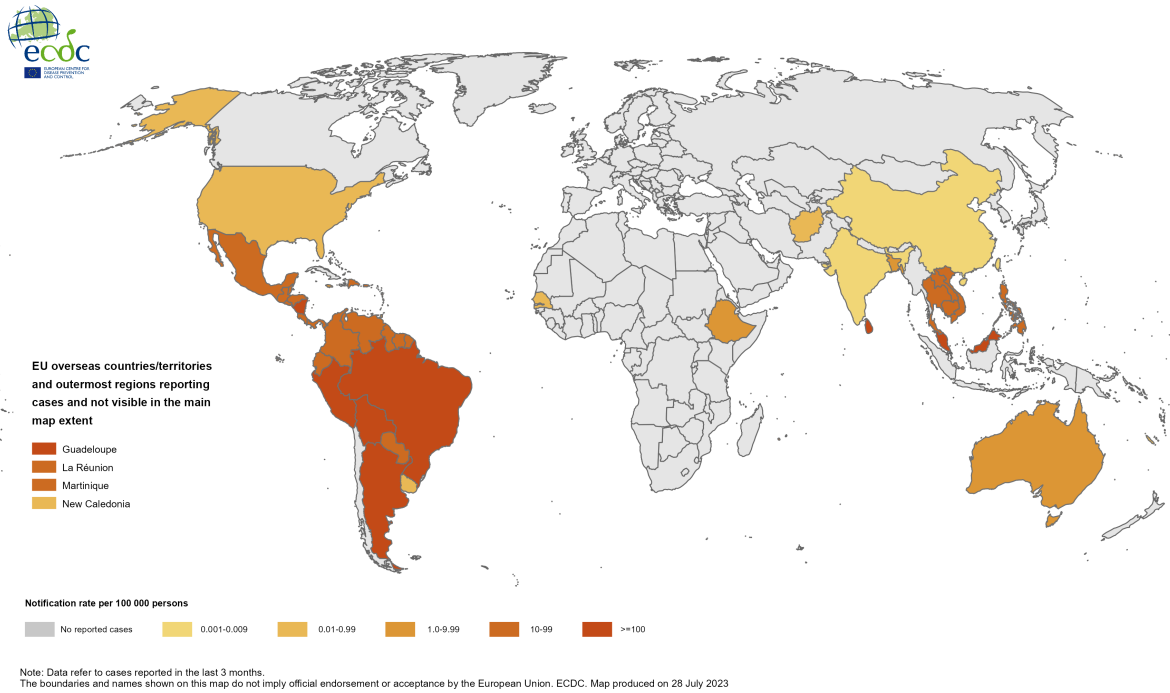 ecdc
EUROPEAN CENTRE FOR
DISEASE PREVENTION
AND CONTROL
EU overseas countries/territories
and outermost regions reporting
cases and not visible in the main
map extent
Guadeloupe
La Réunion
Martinique
New Caledonia
Notification rate per 100 000 persons
No reported cases
0.001-0.009
0.01-0.99
1.0-9.99
10-99
>=100
Note: Data refer to cases reported in the last 3 months.
The boundaries and names shown on this map do not imply official endorsement or acceptance by the European Union. ECDC. Map produced on 28 July 2023